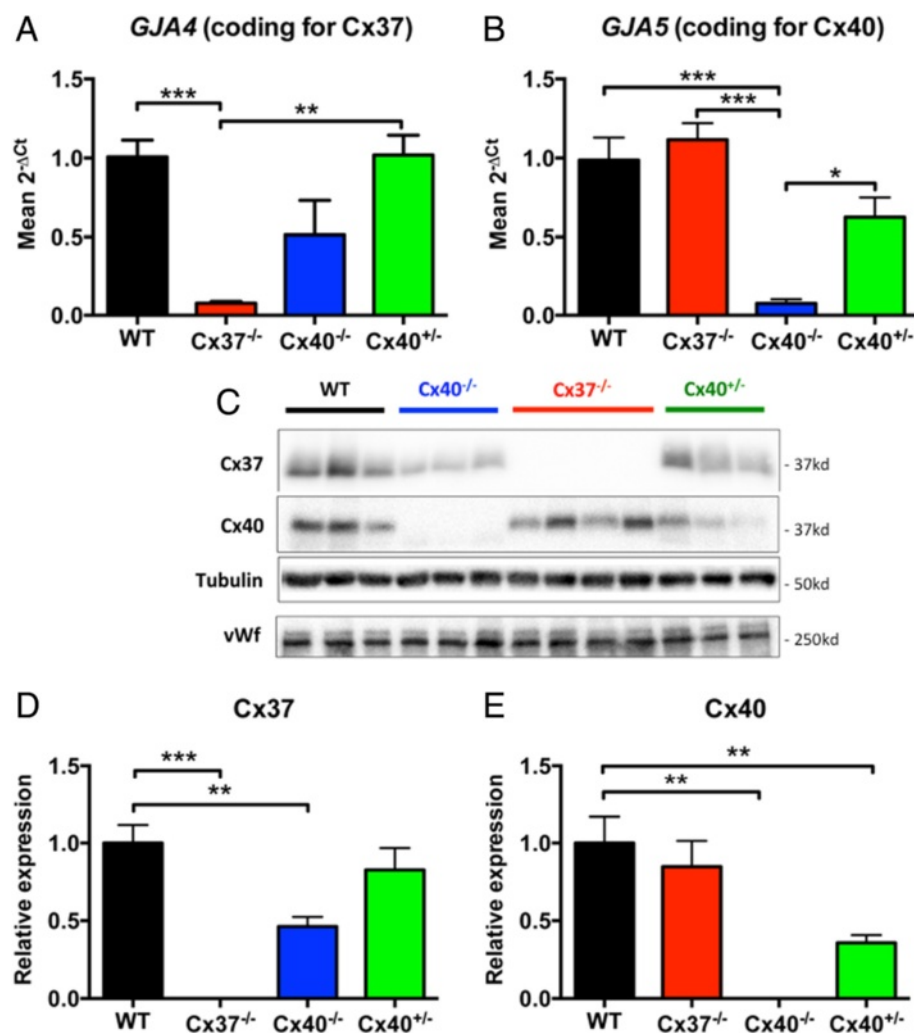 A GJA4 (coding for Cx37)
Mean 2^-ΔCt
1.5
1.0
0.5
0.0
***
**
WT Cx37-/- Cx40-/- Cx40+/-
B GJA5 (coding for Cx40)
Mean 2^-ΔCt
1.5
1.0
0.5
0.0
***
***
*
WT Cx37-/- Cx40-/- Cx40+/-
C WT Cx40-/- Cx37-/- Cx40+/-
Cx37 - 37kd
Cx40 - 37kd
Tubulin - 50kd
vWf - 250kd
D Cx37
Relative expression
1.5
1.0
0.5
0.0
***
**
WT Cx37-/- Cx40-/- Cx40+/-
E Cx40
Relative expression
1.5
1.0
0.5
0.0
**
**
WT Cx37-/- Cx40-/- Cx40+/-